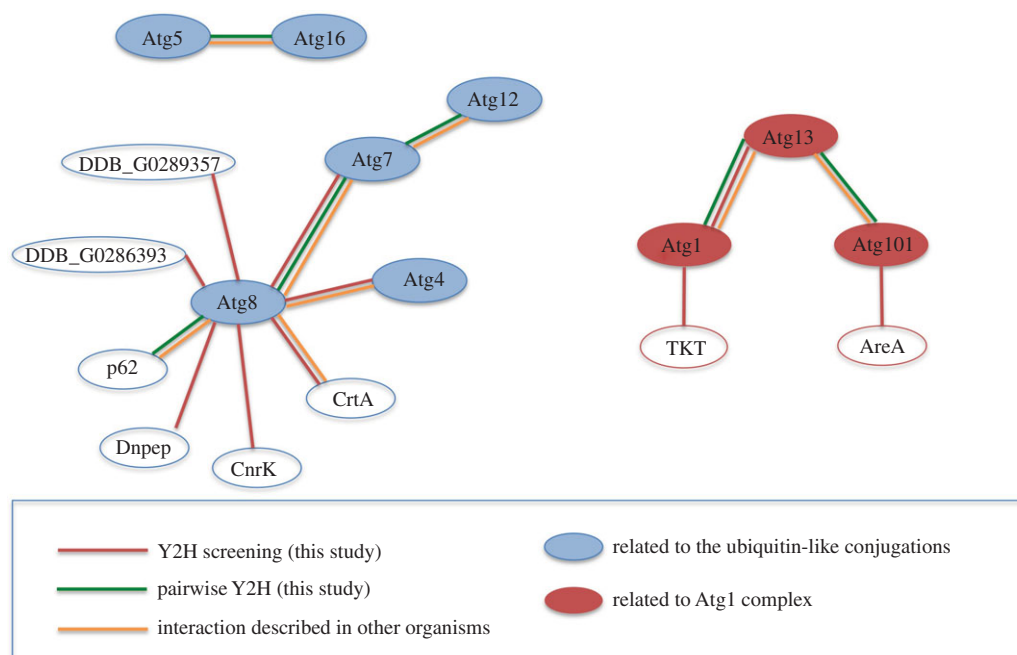 Atg5
Atg16
Atg12
Atg7
Atg13
DDB_G0289357
DDB_G0286393
Atg1
Atg101
Atg8
Atg4
p62
TKT
AreA
CrtA
Dnpep
CnrK
Y2H screening (this study)
pairwise Y2H (this study)
interaction described in other organisms
related to the ubiquitin-like conjugations
related to Atg1 complex